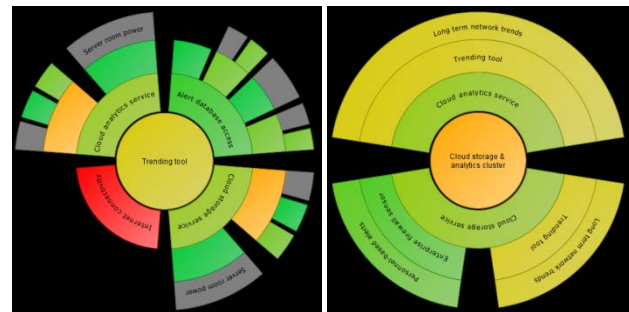 Server room power
Cloud analytics service
Alert database access
Trending tool
Internet connectivity
Cloud storage
service
Server room power
Long term network trends
Trending tool
Cloud analytics service
Cloud storage &
analytics cluster
Cloud storage service
Enterprise firewall Sensor
Personnel-based alerts
Trending tool
Long term network trends